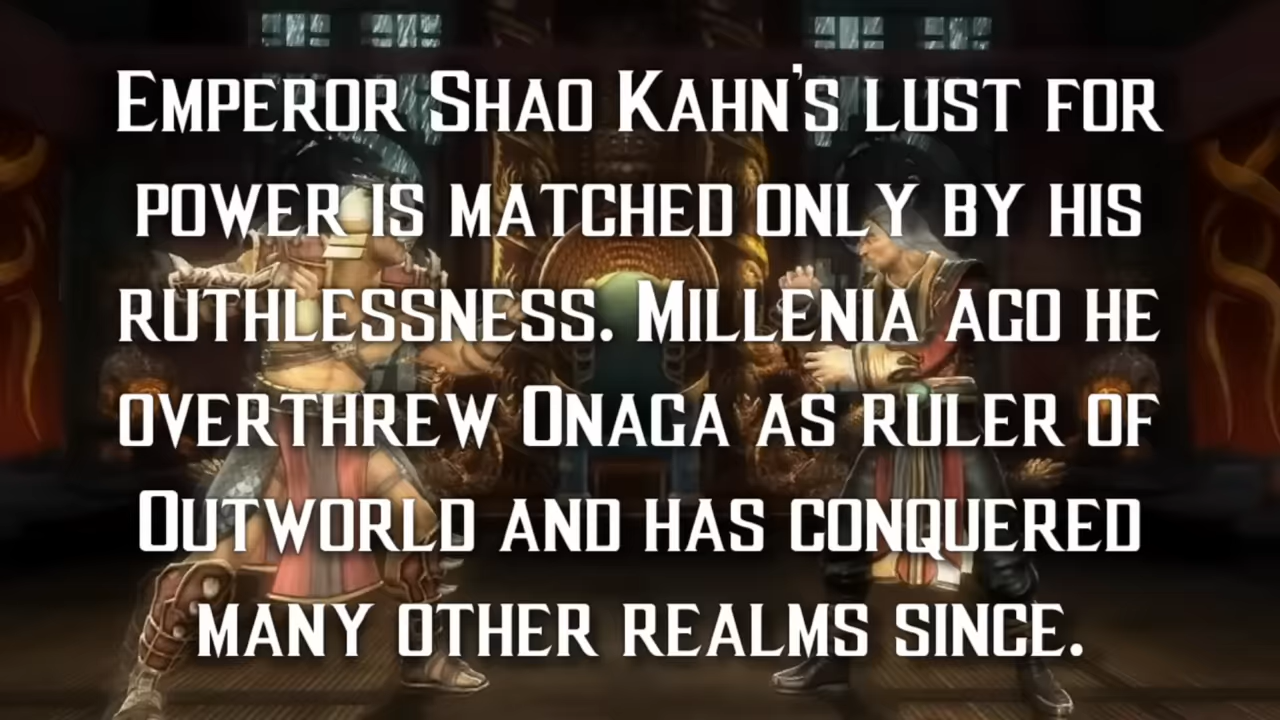 Emperor Shao Kahn's lust for
power is matched only by his
ruthlessness. Millenia ago he
overthrew Onaga as ruler of
Outworld and has conquered
many other realms since.